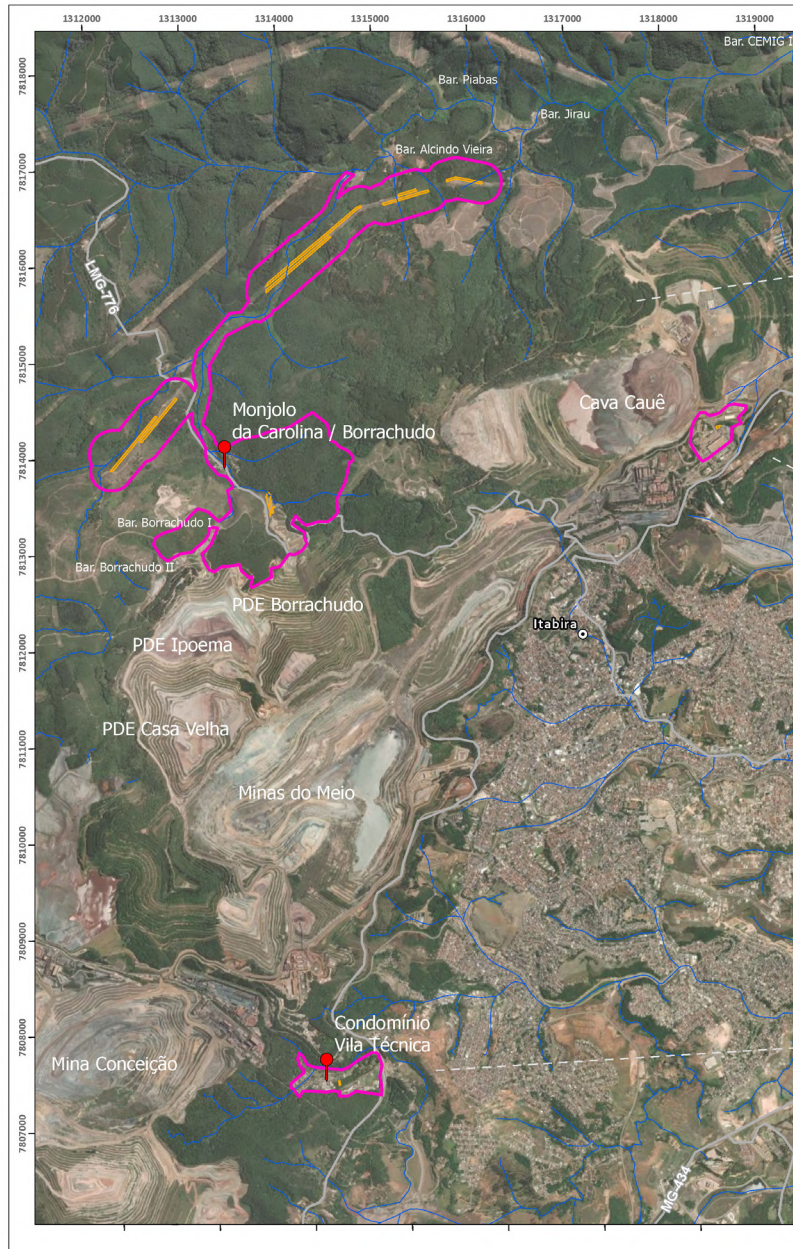 1312000
1313000
1314000
1315000
1316000
1317000
1318000
1319000
Bar. CEMIG I
7818000
Bar. Piabas
Bar. Jirau
Bar. Alcindo Vieira
7817000
LMG-776
7816000
7815000
Cava Cauê
Monjolo
da Carolina / Borrachudo
7814000
Bar. Borrachudo I
7813000
Bar. Borrachudo II
PDE Borrachudo
Itabira
PDE Ipoema
7812000
PDE Casa Velha
7811000
Minas do Meio
7810000
7809000
Condomínio
Vila Técnica
7808000
Mina Conceição
7807000
MG-434